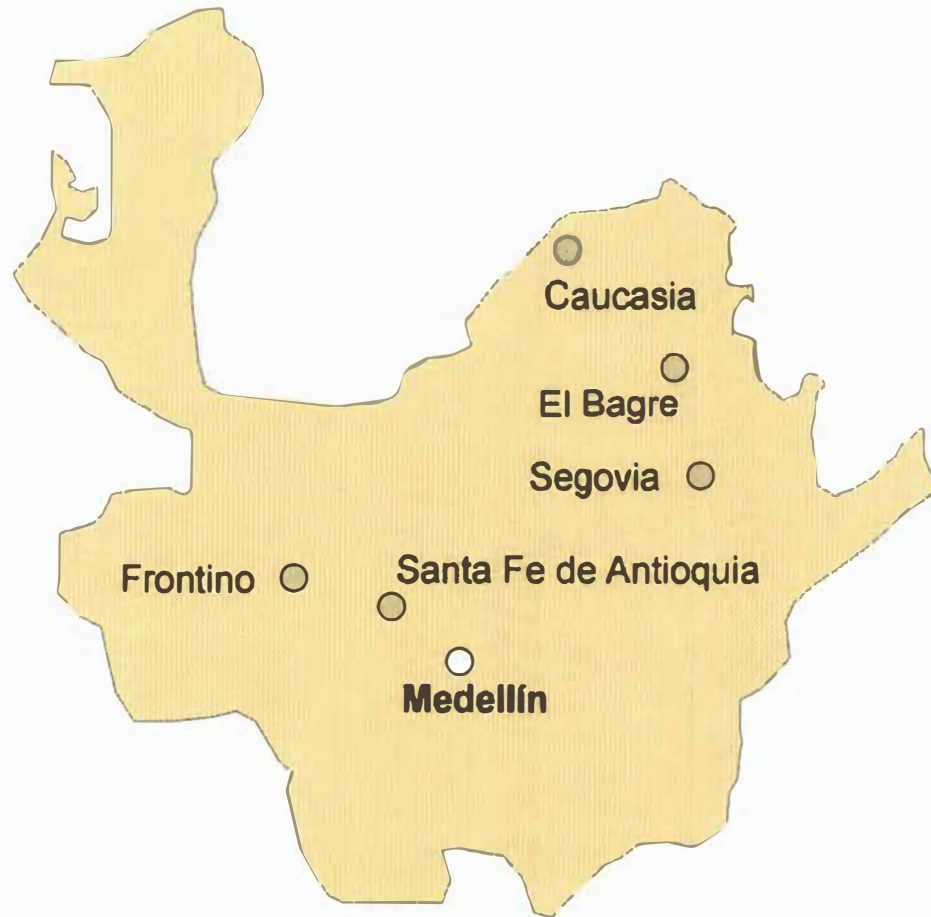 Caucasia
El Bagre
Segovia
Santa Fe de Antioquia
Frontino
Medellín